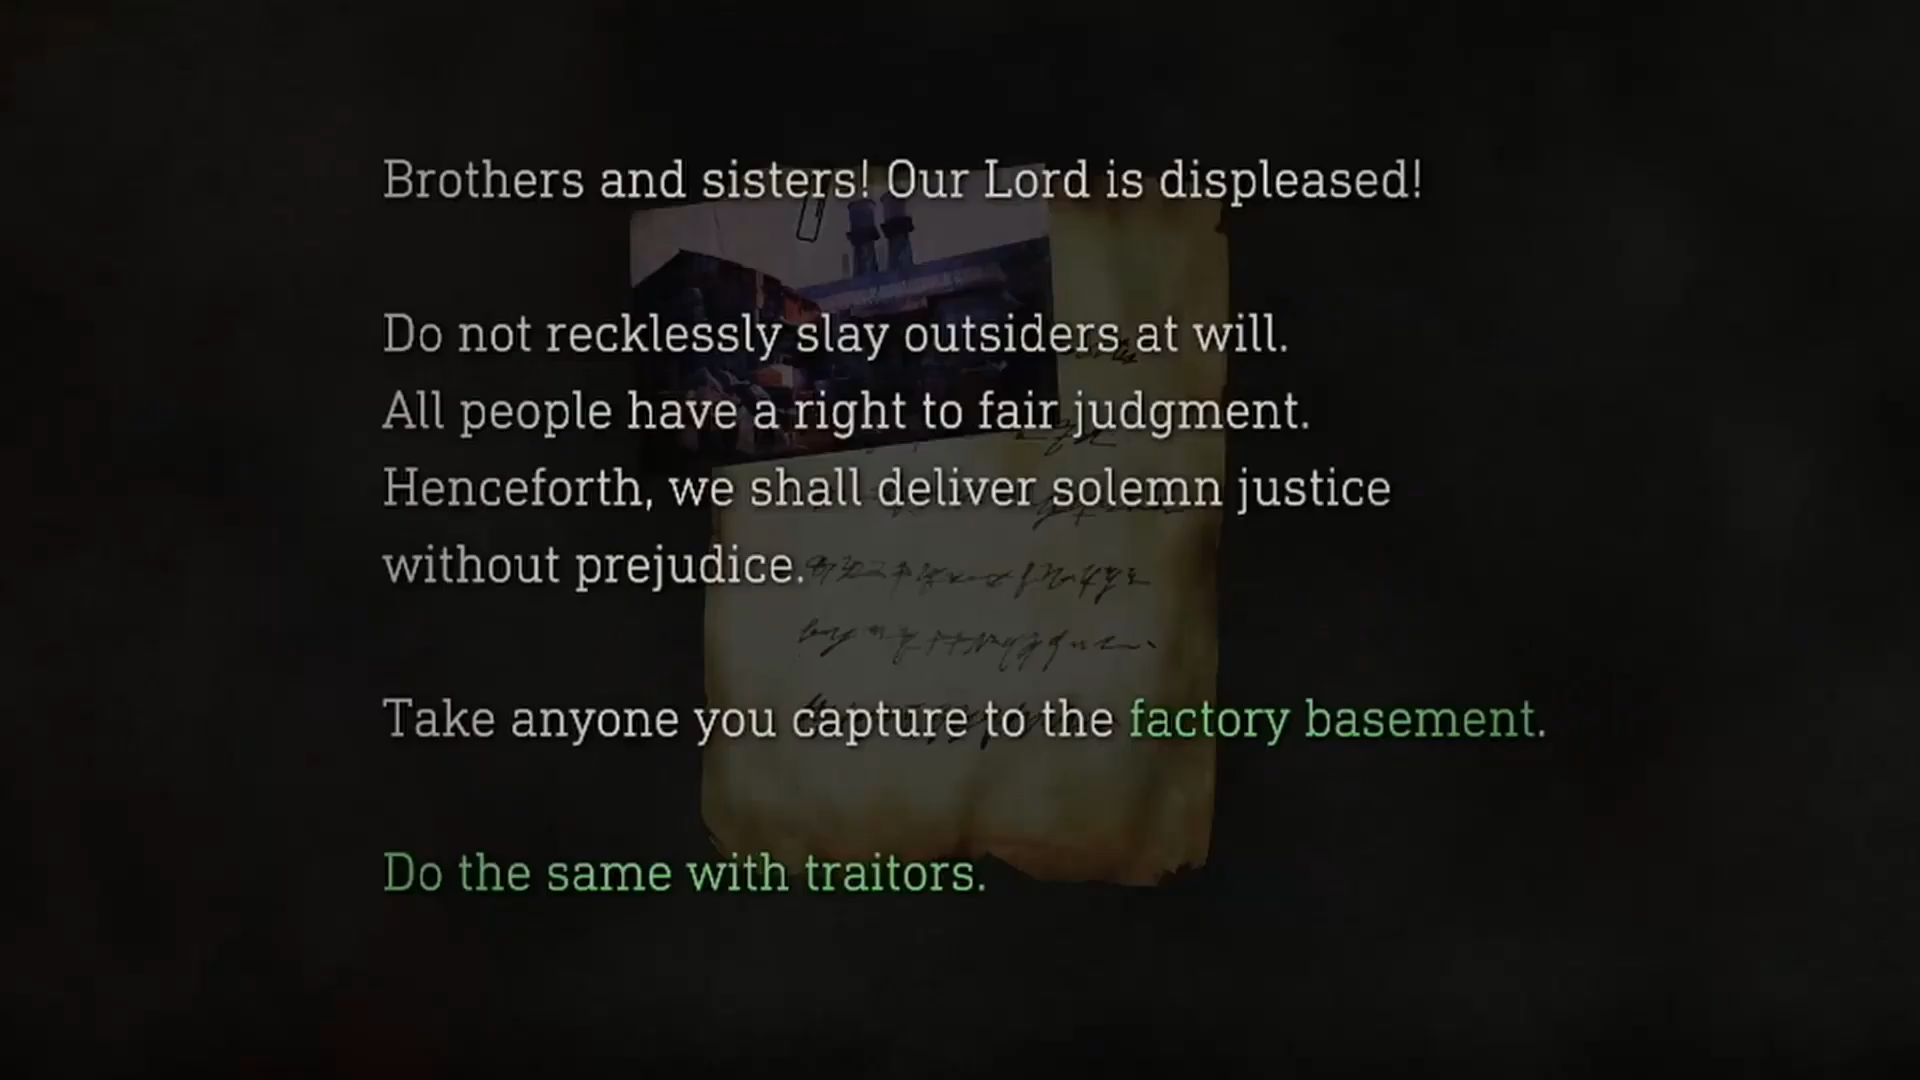 Brothers and sisters! Our Lord is displeased!
Do not recklessly slay outsiders at will.
All people have a right to fair judgment.
Henceforth, we shall deliver solemn justice
without prejudice.
Take anyone you capture to the factory basement.
Do the same with traitors.